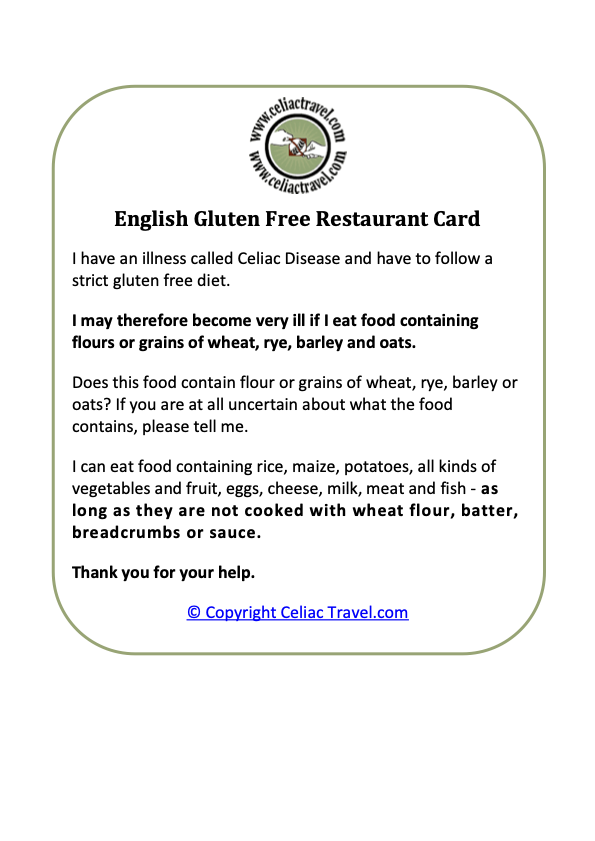 www.celiactravel.com
www.celiactravel.com
English Gluten Free Restaurant Card
I have an illness called Celiac Disease and have to follow a
strict gluten free diet.
I may therefore become very ill if I eat food containing
flours or grains of wheat, rye, barley and oats.
Does this food contain flour or grains of wheat, rye, barley or
oats? If you are at all uncertain about what the food
contains, please tell me.
I can eat food containing rice, maize, potatoes, all kinds of
vegetables and fruit, eggs, cheese, milk, meat and fish - as
long as they are not cooked with wheat flour, batter,
breadcrumbs or sauce.
Thank you for your help.
© Copyright Celiac Travel.com